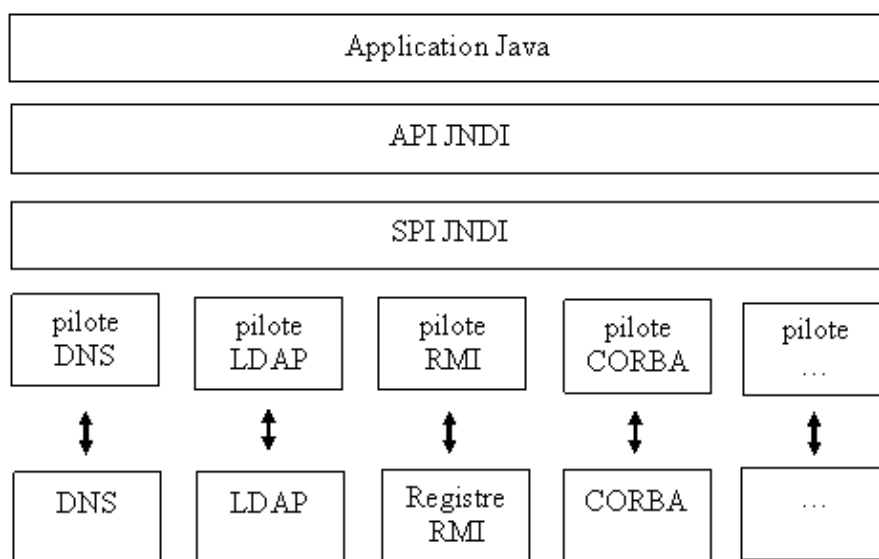 Application Java
API JNDI
SPI JNDI
pilote
DNS
pilote
LDAP
pilote
RMI
pilote
CORBA
pilote
...
DNS
LDAP
Registre
RMI
CORBA
...